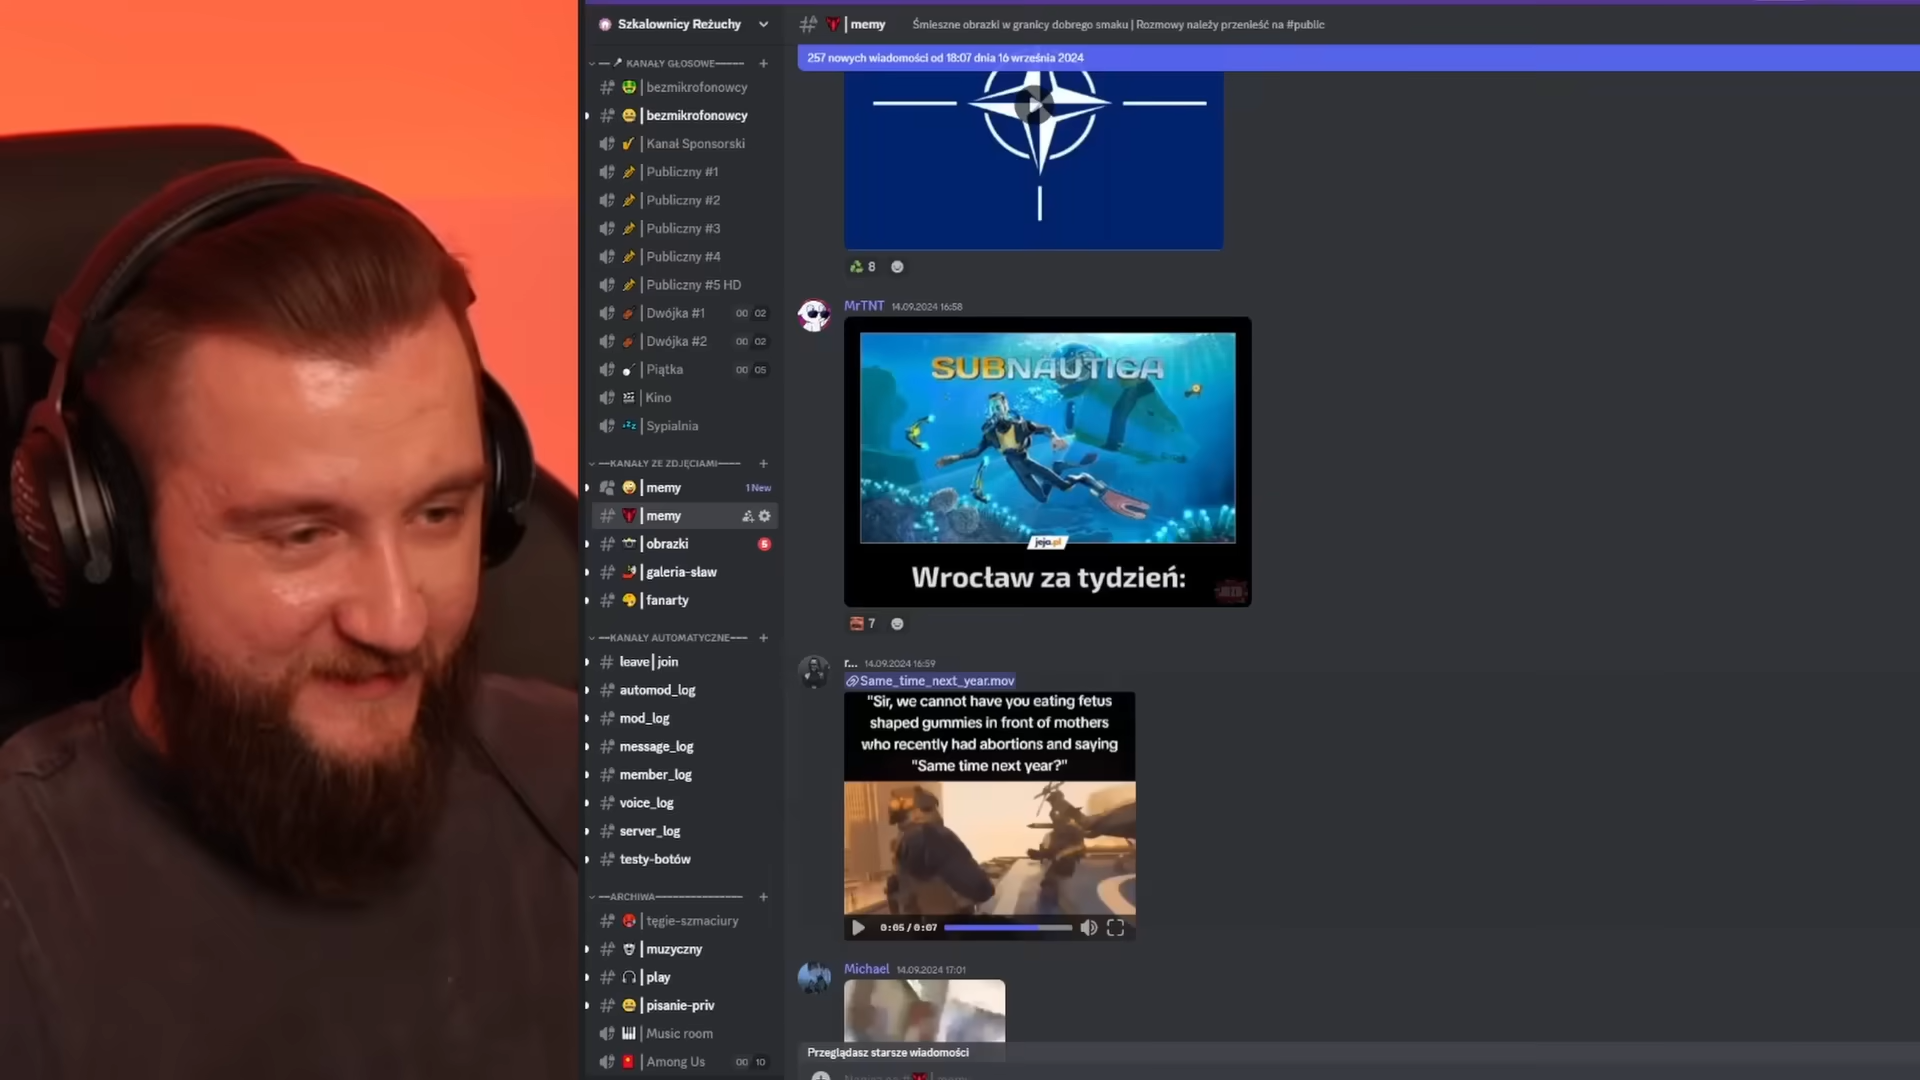 Szkalownicy Reżuchy
KANAŁY GŁOSOWE
bezmikrofonowcy
bezmikrofonowcy
Kanał Sponsorski
Publiczny #1
Publiczny #2
Publiczny #3
Publiczny #4
Publiczny #5 HD
Dwójka #1 00 02
Dwójka #2 00 02
Piątka 00 05
Kino
Sypialnia
KANAŁY ZE ZDJĘCIAMI
memy 1 New
memy
obrazki 5
galeria-sław
fanarty
KANAŁY AUTOMATYCZNE
leave|join
automod_log
mod_log
message_log
member_log
voice_log
server_log
testy-botów
ARCHIWA
tęgie-szmaciury
muzyczny
play
pisanie-priv
Music room
Among Us 00 10
memy Śmieszne obrazki w granicy dobrego smaku | Rozmowy należy przenieść na #public
257 nowych wiadomości od 18:07 dnia 16 września 2024
8
MrTNT 14.09.2024 16:58
SUBNAUTICA
jeja.pl
Wrocław za tydzień:
7
r... 14.09.2024 16:59
Same_time_next_year.mov
"Sir, we cannot have you eating fetus
shaped gummies in front of mothers
who recently had abortions and saying
"Same time next year?"
0:05 / 0:07
Michael 14.09.2024 17:01
Przeglądasz starsze wiadomości